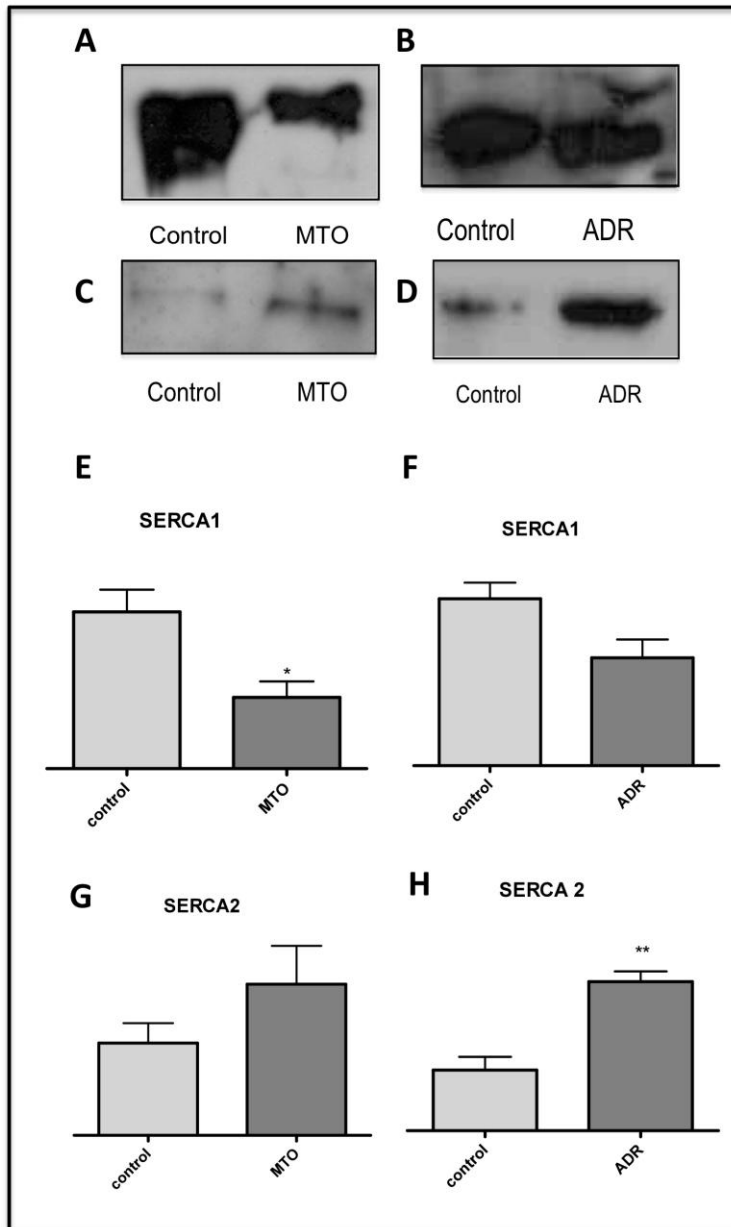 A
B
Control MTO
Control ADR
C
D
Control MTO
Control ADR
E
F
SERCA1
SERCA1
*
control
MTO
control
ADR
G
H
SERCA2
SERCA 2
**
control
MTO
control
ADR